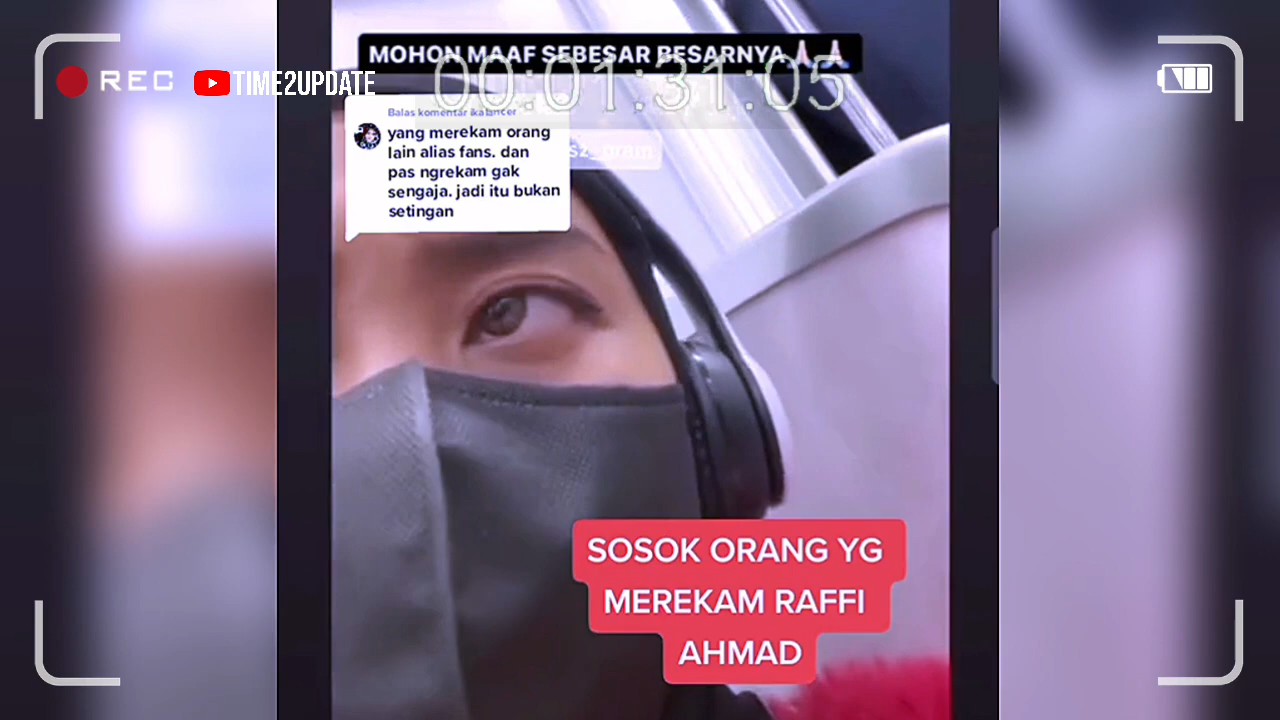 MOHON MAAF SEBESAR BESARNYA 🙏🏻🙏🏻
REC
TIME2UPDATE
00:01:31:05
Balas komentar ikalancer
yang merekam orang
lain alias fans. dan
pas ngrekam gak
sengaja. jadi itu bukan
setingan
SOSOK ORANG YG
MEREKAM RAFFI
AHMAD